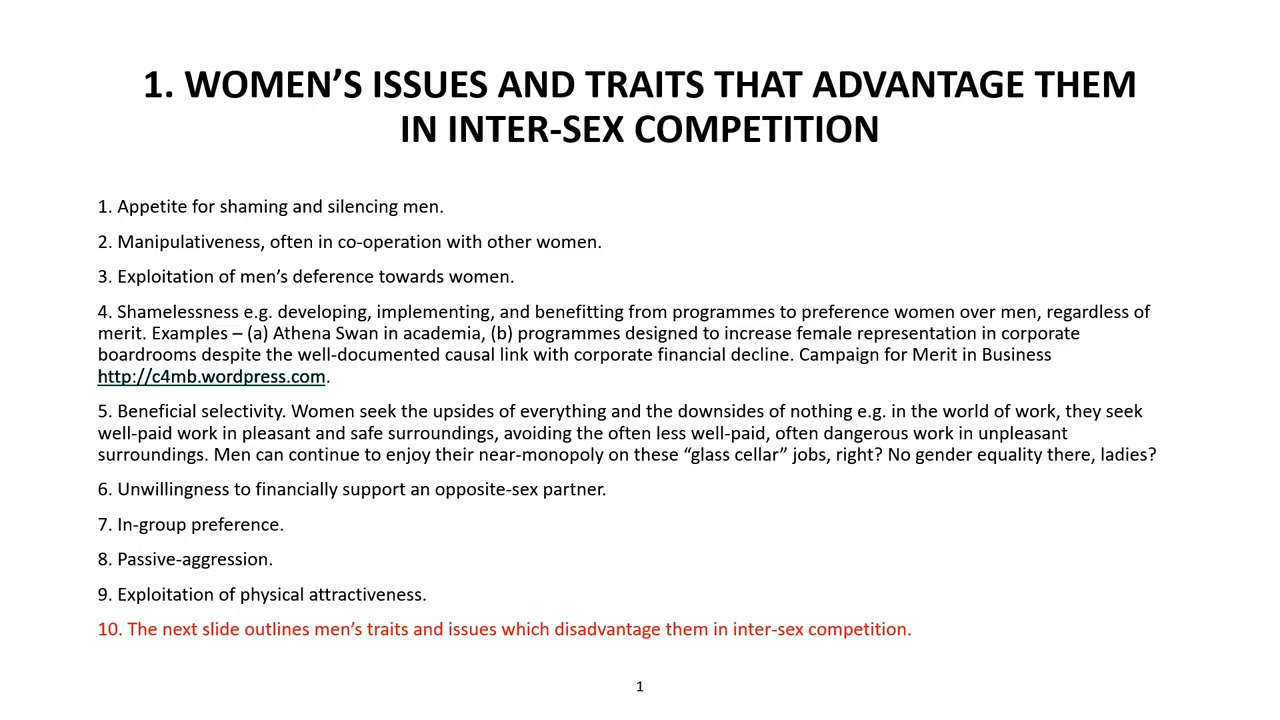 1. WOMEN’S ISSUES AND TRAITS THAT ADVANTAGE THEM
IN INTER-SEX COMPETITION
1. Appetite for shaming and silencing men.
2. Manipulativeness, often in co-operation with other women.
3. Exploitation of men’s deference towards women.
4. Shamelessness e.g. developing, implementing, and benefitting from programmes to preference women over men, regardless of
merit. Examples – (a) Athena Swan in academia, (b) programmes designed to increase female representation in corporate
boardrooms despite the well-documented causal link with corporate financial decline. Campaign for Merit in Business
http://c4mb.wordpress.com.
5. Beneficial selectivity. Women seek the upsides of everything and the downsides of nothing e.g. in the world of work, they seek
well-paid work in pleasant and safe surroundings, avoiding the often less well-paid, often dangerous work in unpleasant
surroundings. Men can continue to enjoy their near-monopoly on these “glass cellar” jobs, right? No gender equality there, ladies?
6. Unwillingness to financially support an opposite-sex partner.
7. In-group preference.
8. Passive-aggression.
9. Exploitation of physical attractiveness.
10. The next slide outlines men’s traits and issues which disadvantage them in inter-sex competition.
1